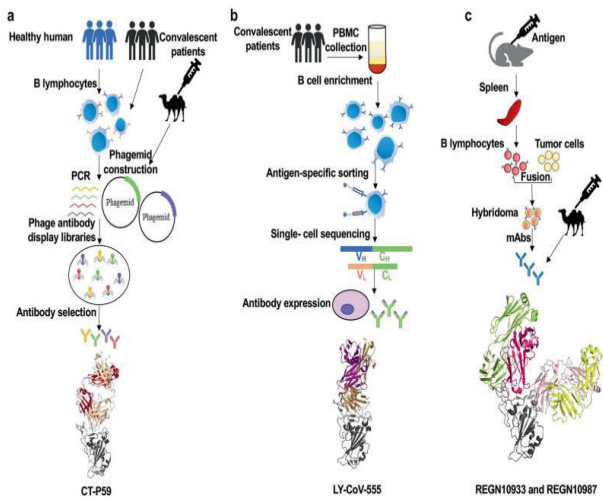 a
Healthy human
Convalescent
patients
B lymphocytes
Phagemid
construction
PCR
Phagemid
Phagemid
Phage antibody
display libraries
Antibody selection
CT-P59
b
Convalescent
patients
PBMC
collection
B cell enrichment
Antigen-specific sorting
Single- cell sequencing
VH
CH
VL
CL
Antibody expression
LY-CoV-555
c
Antigen
Spleen
B lymphocytes
Tumor cells
Fusion
Hybridoma
mAbs
REGN10933 and REGN10987